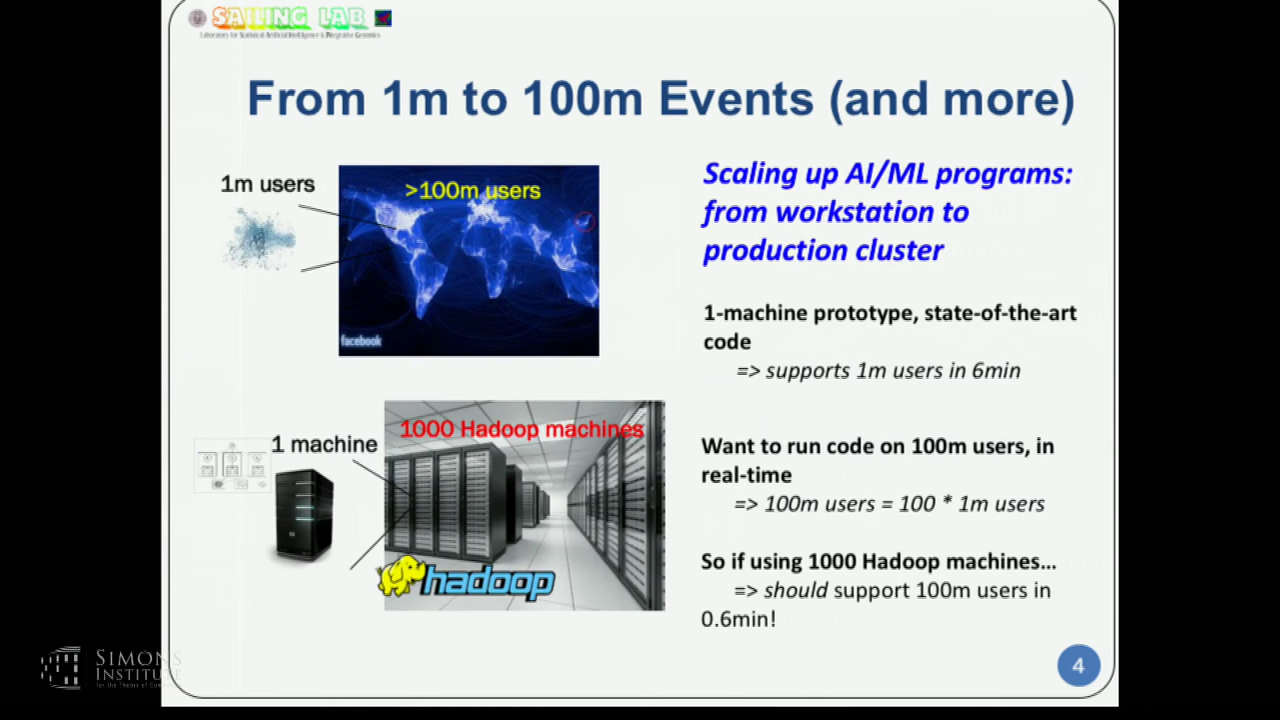 SAILING LAB
Laboratory for Statistical Artificial Intelligence & INtegrative Genomics
From 1m to 100m Events (and more)
1m users
>100m users
facebook
Scaling up AI/ML programs:
from workstation to
production cluster
1-machine prototype, state-of-the-art
code
=> supports 1m users in 6min
1 machine
1000 Hadoop machines
hadoop
Want to run code on 100m users, in
real-time
=> 100m users = 100 * 1m users
So if using 1000 Hadoop machines…
=> should support 100m users in
0.6min!
4
SIMONS
INSTITUTE